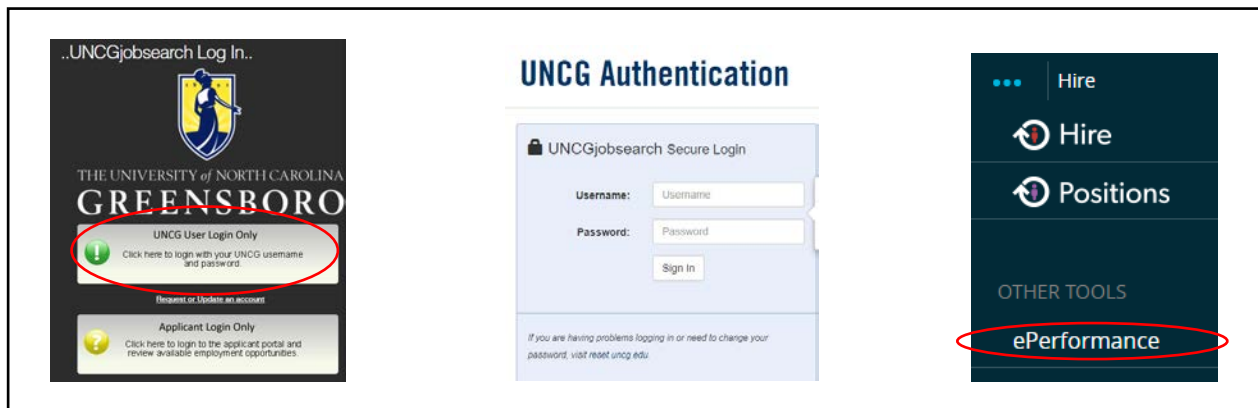 ..UNCGjobsearch Log In..
THE UNIVERSITY of NORTH CAROLINA
GREENSBORO
UNCG User Login Only
Click here to login with your UNCG username
and password.
Request or Update an account
Applicant Login Only
Click here to login to the applicant portal and
review available employment opportunities.
UNCG Authentication
UNCGjobsearch Secure Login
Username:
Username
Password:
Password
Sign In
If you are having problems logging in or need to change your
password, visit reset.uncg.edu
Hire
Hire
Positions
OTHER TOOLS
ePerformance